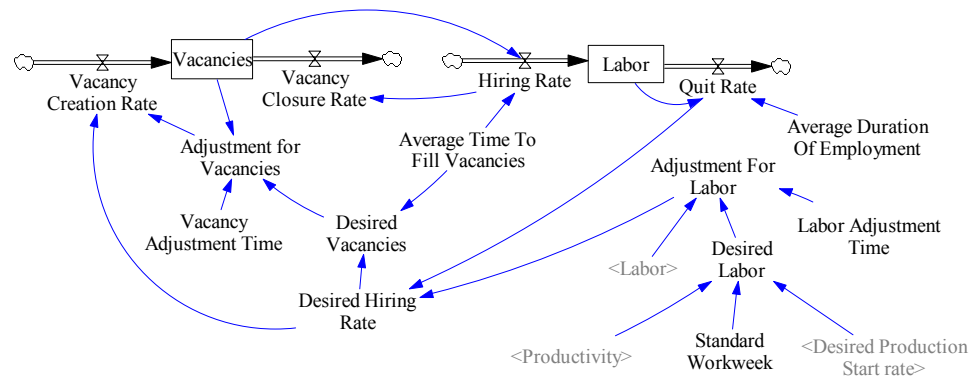 Vacancies
Labor
Vacancy
Creation Rate
Vacancy
Closure Rate
Hiring Rate
Quit Rate
Adjustment for
Vacancies
Average Time To
Fill Vacancies
Average Duration
Of Employment
Adjustment For
Labor
Vacancy
Adjustment Time
Desired
Vacancies
Labor Adjustment
Time
<Labor>
Desired
Labor
Desired Hiring
Rate
<Productivity>
Standard
Workweek
<Desired Production
Start rate>